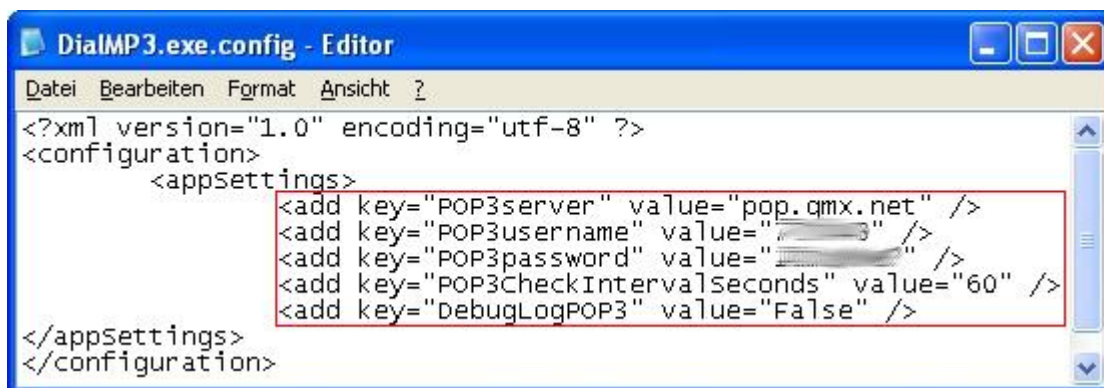 DialMP3.exe.config - Editor
Datei Bearbeiten Format Ansicht ?
<?xml version="1.0" encoding="utf-8" ?>
<configuration>
<appSettings>
<add key="POP3server" value="pop.gmx.net" />
<add key="POP3username" value="" />
<add key="POP3password" value="" />
<add key="POP3CheckIntervalSeconds" value="60" />
<add key="DebugLogPOP3" value="False" />
</appSettings>
</configuration>